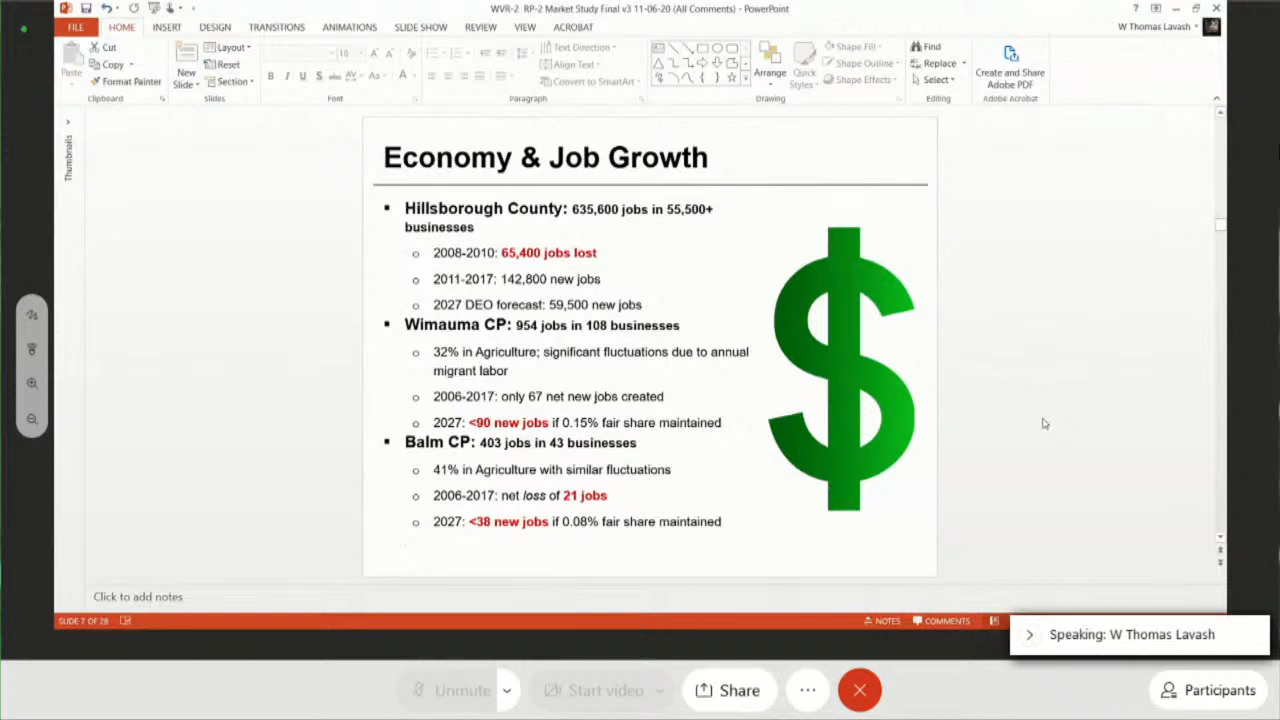 WVR-2 RP-2 Market Study Final v3 11-06-20 (All Comments) - PowerPoint
FILE HOME INSERT DESIGN TRANSITIONS ANIMATIONS SLIDE SHOW REVIEW VIEW ACROBAT
W Thomas Lavash
Paste
Cut
Copy
Format Painter
Clipboard
New
Slide
Layout
Reset
Section
Slides
16
B I U S abc AV Aa A
Font
Text Direction
Align Text
Convert to SmartArt
Paragraph
Arrange
Quick
Styles
Shape Fill
Shape Outline
Shape Effects
Drawing
Find
Replace
Select
Editing
Create and Share
Adobe PDF
Adobe Acrobat
Thumbnails
Economy & Job Growth
▪ Hillsborough County: 635,600 jobs in 55,500+
businesses
o 2008-2010: 65,400 jobs lost
o 2011-2017: 142,800 new jobs
o 2027 DEO forecast: 59,500 new jobs
▪ Wimauma CP: 954 jobs in 108 businesses
o 32% in Agriculture; significant fluctuations due to annual
migrant labor
o 2006-2017: only 67 net new jobs created
o 2027: <90 new jobs if 0.15% fair share maintained
▪ Balm CP: 403 jobs in 43 businesses
o 41% in Agriculture with similar fluctuations
o 2006-2017: net loss of 21 jobs
o 2027: <38 new jobs if 0.08% fair share maintained
$
Click to add notes
SLIDE 7 OF 28
NOTES COMMENTS
Speaking: W Thomas Lavash
Unmute Start video Share Participants